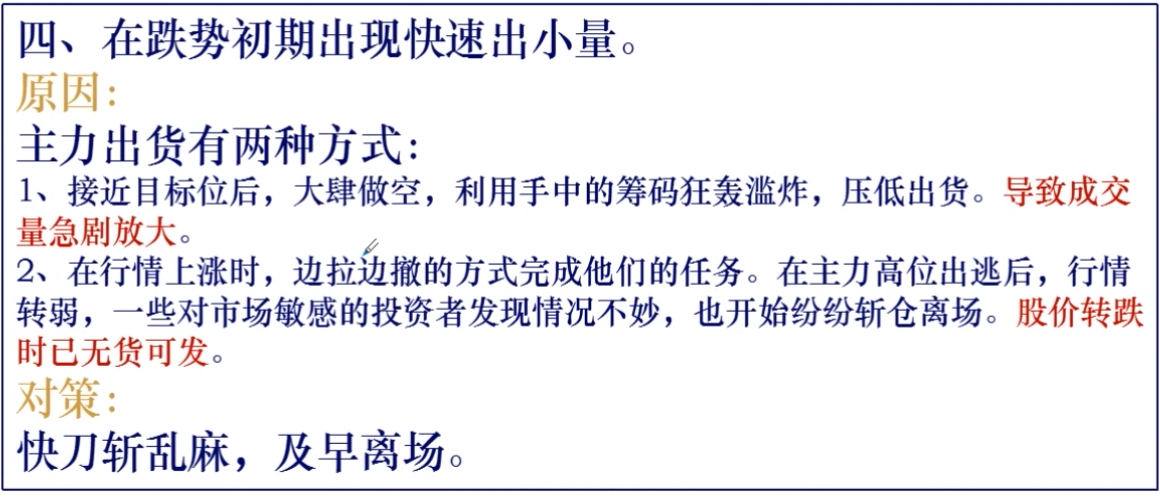 四、在跌势初期出现快速出小量。
原因：
主力出货有两种方式：
1、接近目标位后，大肆做空，利用手中的筹码狂轰滥炸，压低出货。导致成交
量急剧放大。
2、在行情上涨时，边拉边撤的方式完成他们的任务。在主力高位出逃后，行情
转弱，一些对市场敏感的投资者发现情况不妙，也开始纷纷斩仓离场。股价转跌
时已无货可发。
对策：
快刀斩乱麻，及早离场。